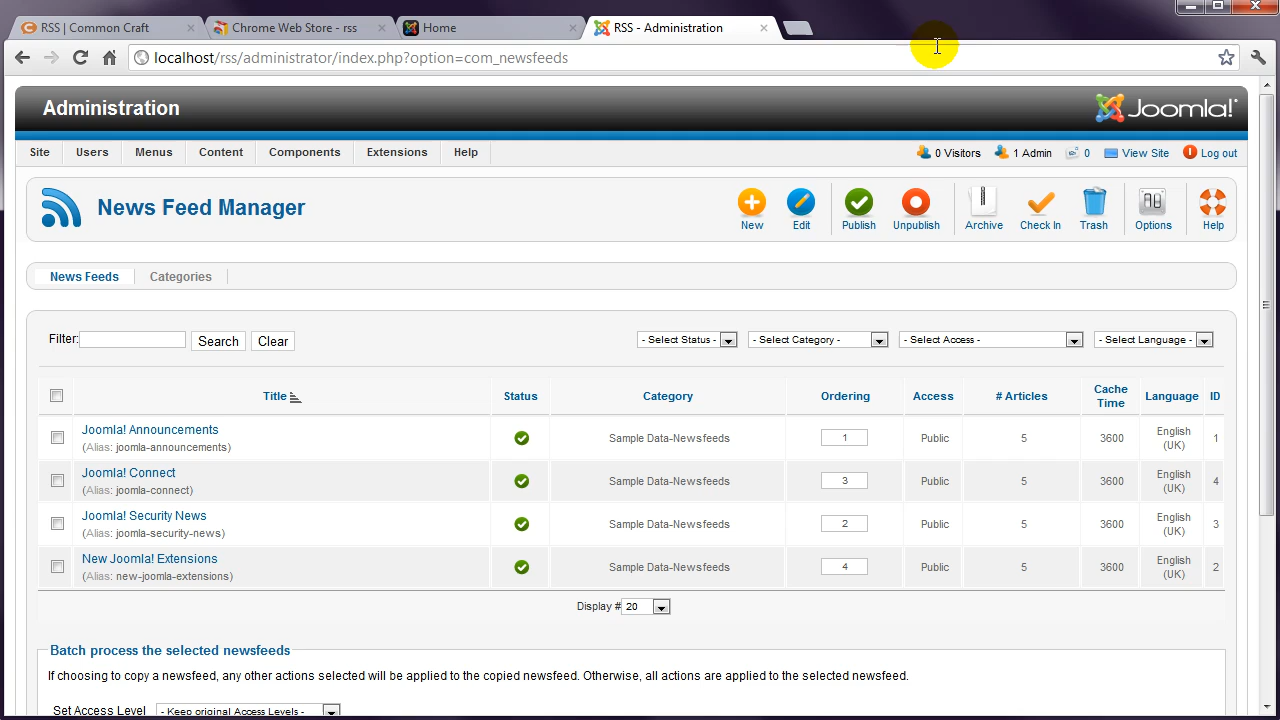 RSS | Common Craft
Chrome Web Store - rss
Home
RSS - Administration
localhost/rss/administrator/index.php?option=com_newsfeeds
Administration
Joomla!
Site Users Menus Content Components Extensions Help
0 Visitors 1 Admin 0 View Site Log out
News Feed Manager
New Edit Publish Unpublish Archive Check In Trash Options Help
News Feeds Categories
Filter: Search Clear
- Select Status - - Select Category - - Select Access - - Select Language -
Title Status Category Ordering Access # Articles Cache Time Language ID
Joomla! Announcements
(Alias: joomla-announcements)
Sample Data-Newsfeeds 1 Public 5 3600 English (UK) 1
Joomla! Connect
(Alias: joomla-connect)
Sample Data-Newsfeeds 3 Public 5 3600 English (UK) 4
Joomla! Security News
(Alias: joomla-security-news)
Sample Data-Newsfeeds 2 Public 5 3600 English (UK) 3
New Joomla! Extensions
(Alias: new-joomla-extensions)
Sample Data-Newsfeeds 4 Public 5 3600 English (UK) 2
Display # 20
Batch process the selected newsfeeds
If choosing to copy a newsfeed, any other actions selected will be applied to the copied newsfeed. Otherwise, all actions are applied to the selected newsfeed.
Set Access Level - Keep original Access Levels -